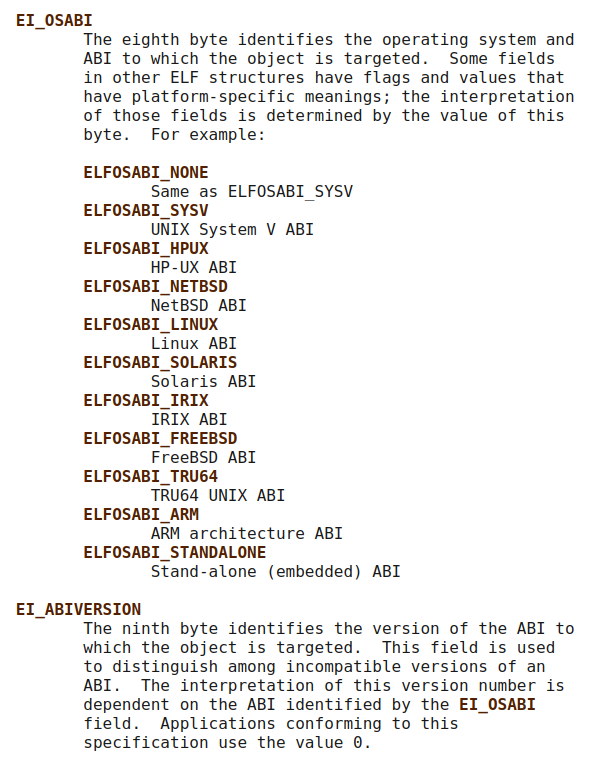 EI_OSABI
The eighth byte identifies the operating system and
ABI to which the object is targeted.  Some fields
in other ELF structures have flags and values that
have platform-specific meanings; the interpretation
of those fields is determined by the value of this
byte.  For example:
ELFOSABI_NONE
Same as ELFOSABI_SYSV
ELFOSABI_SYSV
UNIX System V ABI
ELFOSABI_HPUX
HP-UX ABI
ELFOSABI_NETBSD
NetBSD ABI
ELFOSABI_LINUX
Linux ABI
ELFOSABI_SOLARIS
Solaris ABI
ELFOSABI_IRIX
IRIX ABI
ELFOSABI_FREEBSD
FreeBSD ABI
ELFOSABI_TRU64
TRU64 UNIX ABI
ELFOSABI_ARM
ARM architecture ABI
ELFOSABI_STANDALONE
Stand-alone (embedded) ABI
EI_ABIVERSION
The ninth byte identifies the version of the ABI to
which the object is targeted.  This field is used
to distinguish among incompatible versions of an
ABI.  The interpretation of this version number is
dependent on the ABI identified by the EI_OSABI
field.  Applications conforming to this
specification use the value 0.